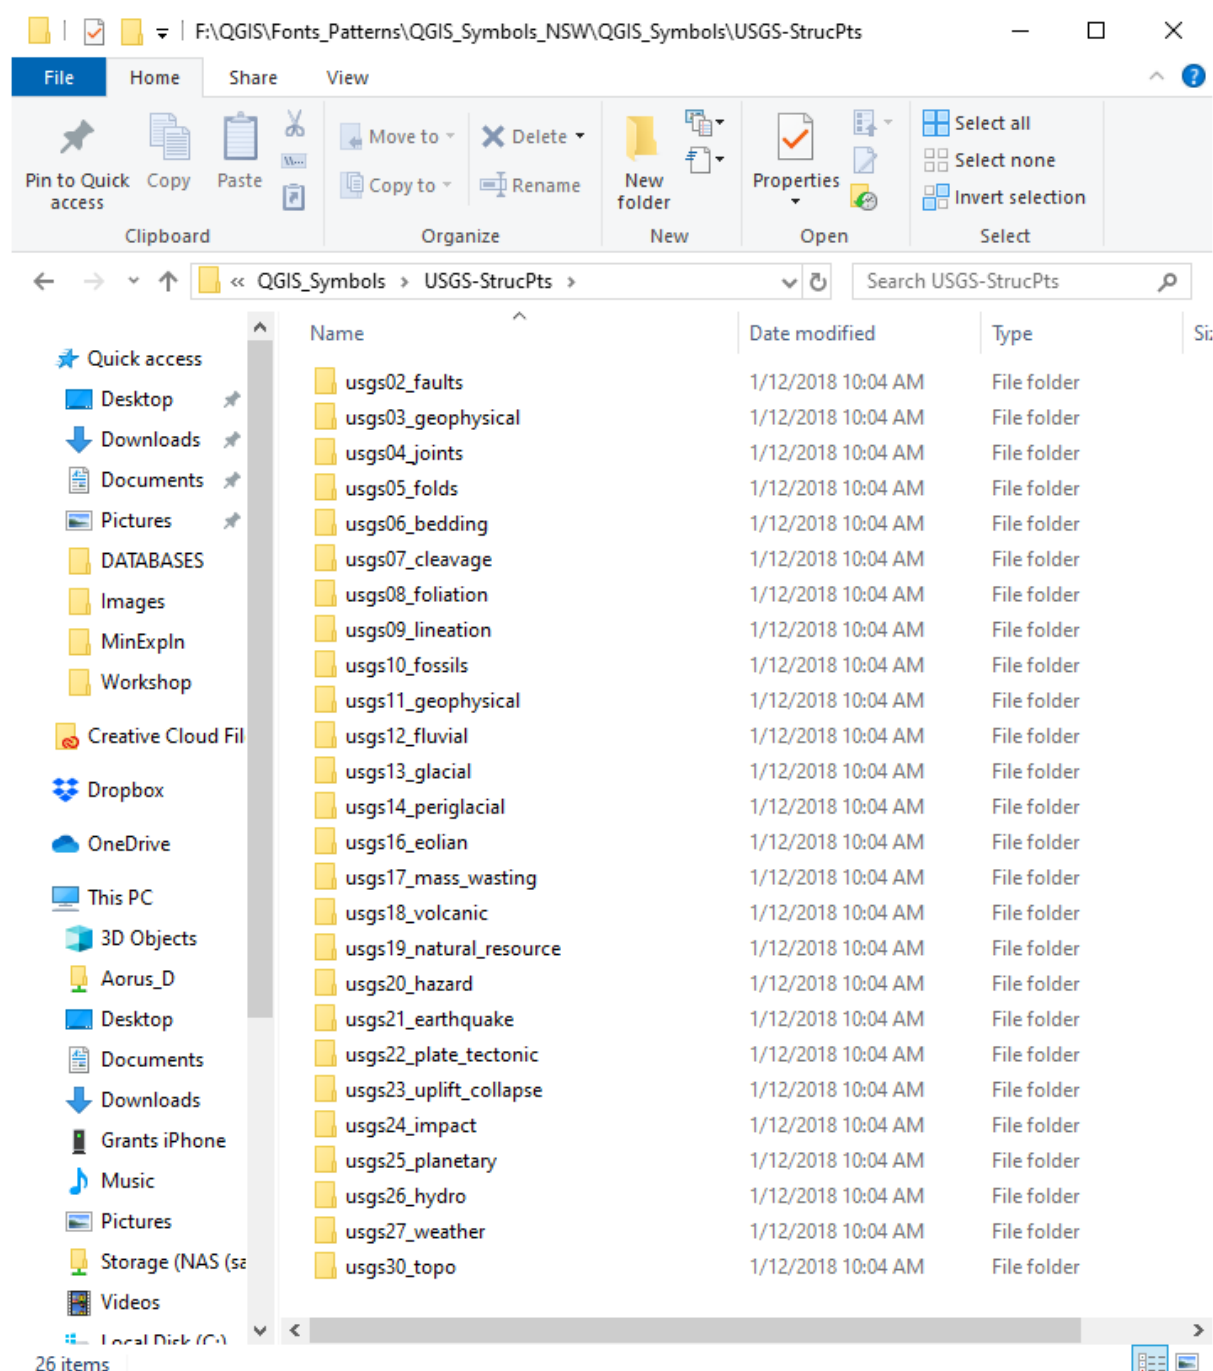 F:\QGIS\Fonts_Patterns\QGIS_Symbols_NSW\QGIS_Symbols\USGS-StrucPts
File Home Share View
Pin to Quick access
Copy
Paste
Clipboard
Move to
Copy to
Delete
Rename
Organize
New folder
New
Properties
Open
Select all
Select none
Invert selection
Select
« QGIS_Symbols > USGS-StrucPts >
Search USGS-StrucPts
Quick access
Desktop
Downloads
Documents
Pictures
DATABASES
Images
MinExpln
Workshop
Creative Cloud Fil
Dropbox
OneDrive
This PC
3D Objects
Aorus_D
Desktop
Documents
Downloads
Grants iPhone
Music
Pictures
Storage (NAS (sa
Videos
Local Disk (C:)
Name Date modified Type Siz
usgs02_faults 1/12/2018 10:04 AM File folder
usgs03_geophysical 1/12/2018 10:04 AM File folder
usgs04_joints 1/12/2018 10:04 AM File folder
usgs05_folds 1/12/2018 10:04 AM File folder
usgs06_bedding 1/12/2018 10:04 AM File folder
usgs07_cleavage 1/12/2018 10:04 AM File folder
usgs08_foliation 1/12/2018 10:04 AM File folder
usgs09_lineation 1/12/2018 10:04 AM File folder
usgs10_fossils 1/12/2018 10:04 AM File folder
usgs11_geophysical 1/12/2018 10:04 AM File folder
usgs12_fluvial 1/12/2018 10:04 AM File folder
usgs13_glacial 1/12/2018 10:04 AM File folder
usgs14_periglacial 1/12/2018 10:04 AM File folder
usgs16_eolian 1/12/2018 10:04 AM File folder
usgs17_mass_wasting 1/12/2018 10:04 AM File folder
usgs18_volcanic 1/12/2018 10:04 AM File folder
usgs19_natural_resource 1/12/2018 10:04 AM File folder
usgs20_hazard 1/12/2018 10:04 AM File folder
usgs21_earthquake 1/12/2018 10:04 AM File folder
usgs22_plate_tectonic 1/12/2018 10:04 AM File folder
usgs23_uplift_collapse 1/12/2018 10:04 AM File folder
usgs24_impact 1/12/2018 10:04 AM File folder
usgs25_planetary 1/12/2018 10:04 AM File folder
usgs26_hydro 1/12/2018 10:04 AM File folder
usgs27_weather 1/12/2018 10:04 AM File folder
usgs30_topo 1/12/2018 10:04 AM File folder
26 items